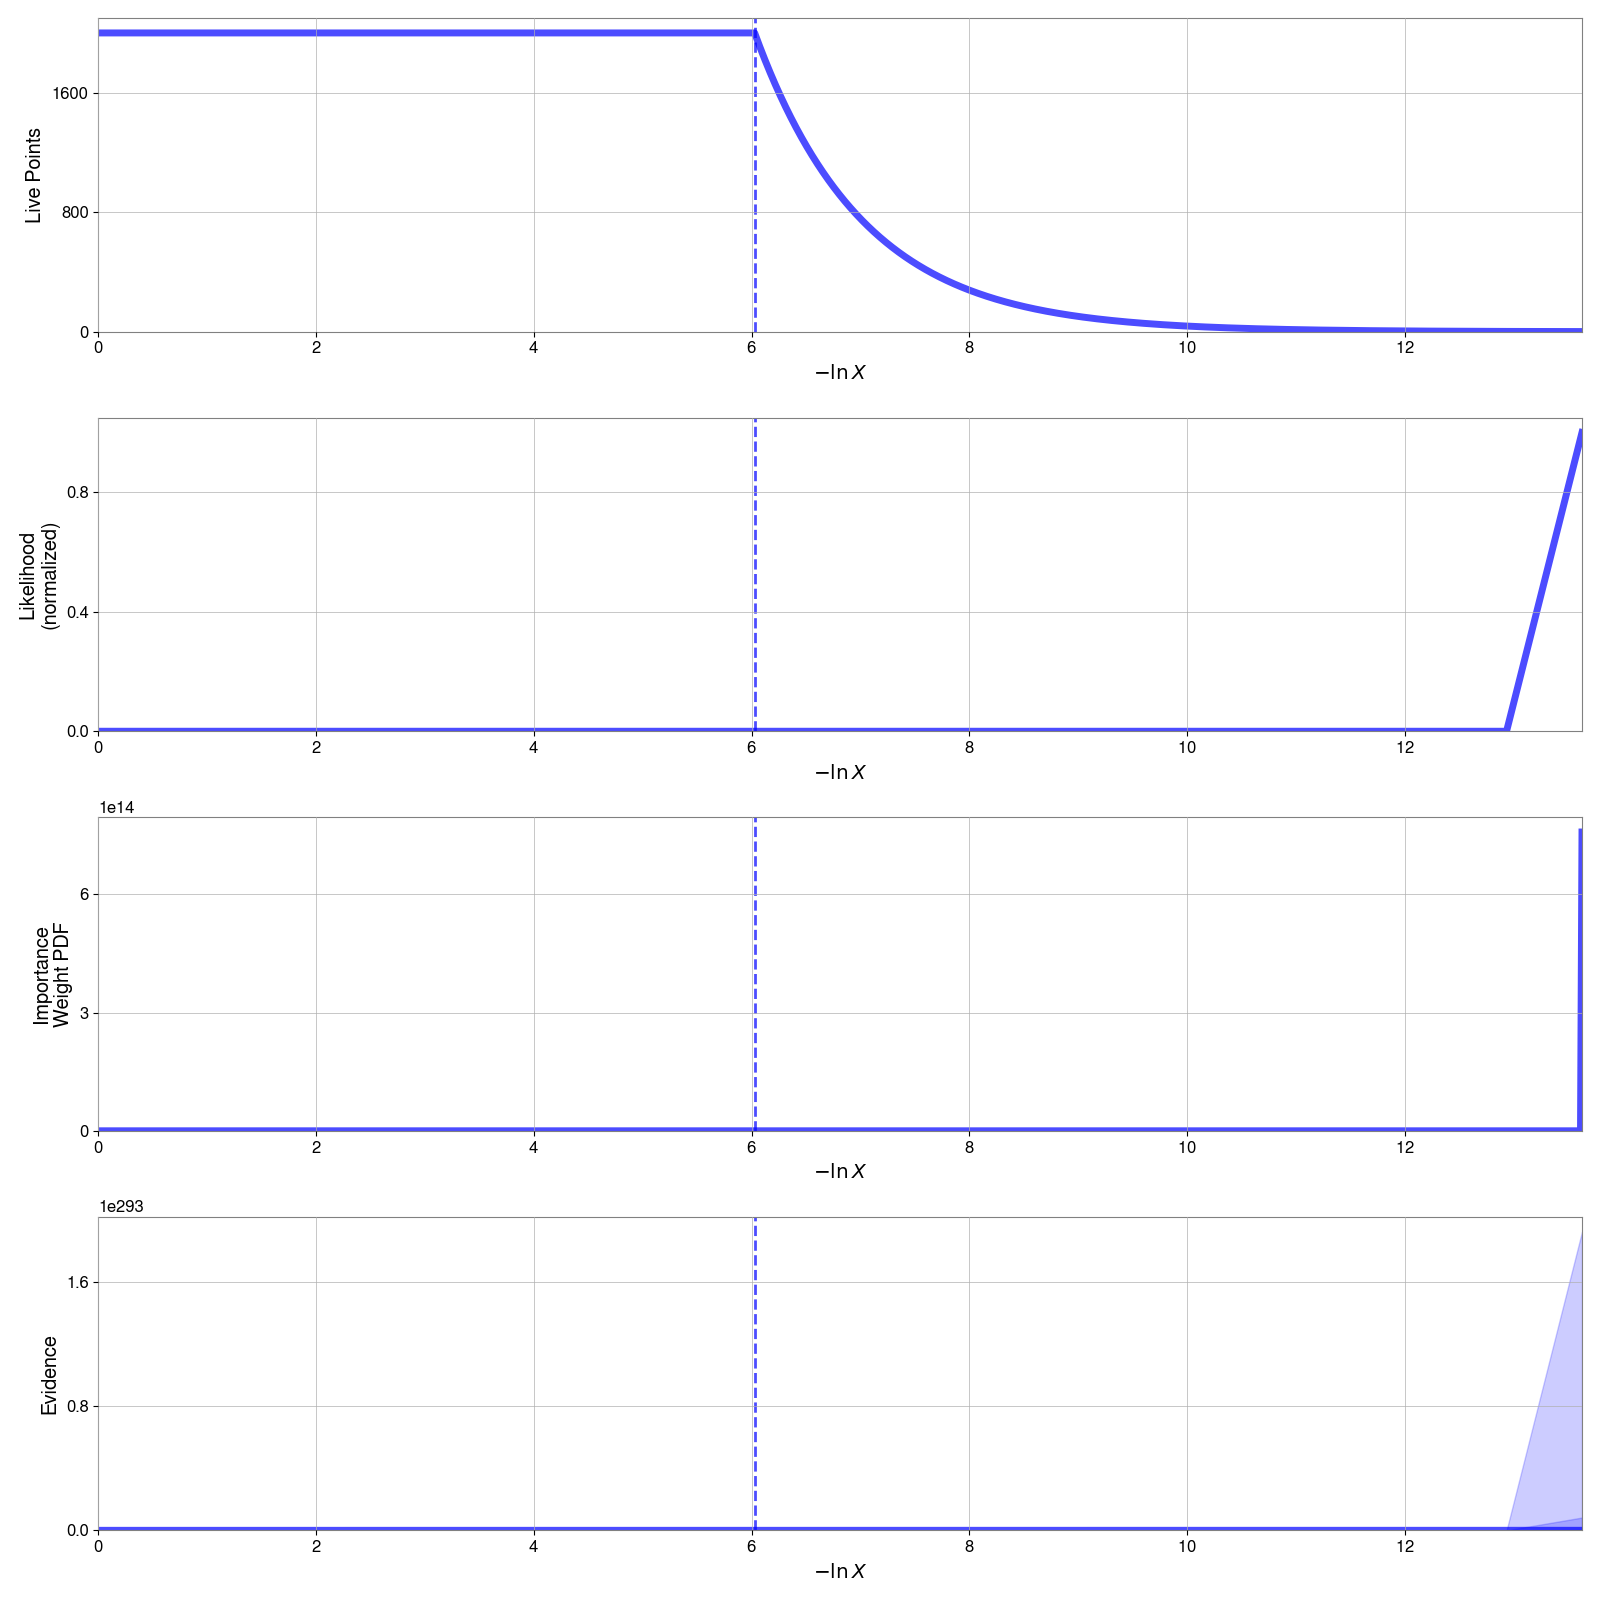 1600
800
0
Live Points
0 2 4 6 8 10 12
−ln X
0.8
0.4
0.0
Likelihood
(normalized)
0 2 4 6 8 10 12
−ln X
1e14
6
3
0
Importance
Weight PDF
0 2 4 6 8 10 12
−ln X
1e293
1.6
0.8
0.0
Evidence
0 2 4 6 8 10 12
−ln X